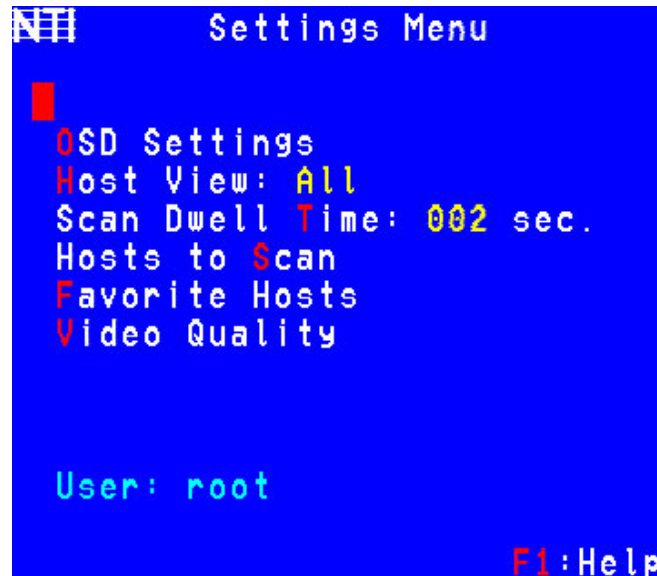 NTI Settings Menu
OSD Settings
Host View: All
Scan Dwell Time: 002 sec.
Hosts to Scan
Favorite Hosts
Video Quality
User: root
F1:Help